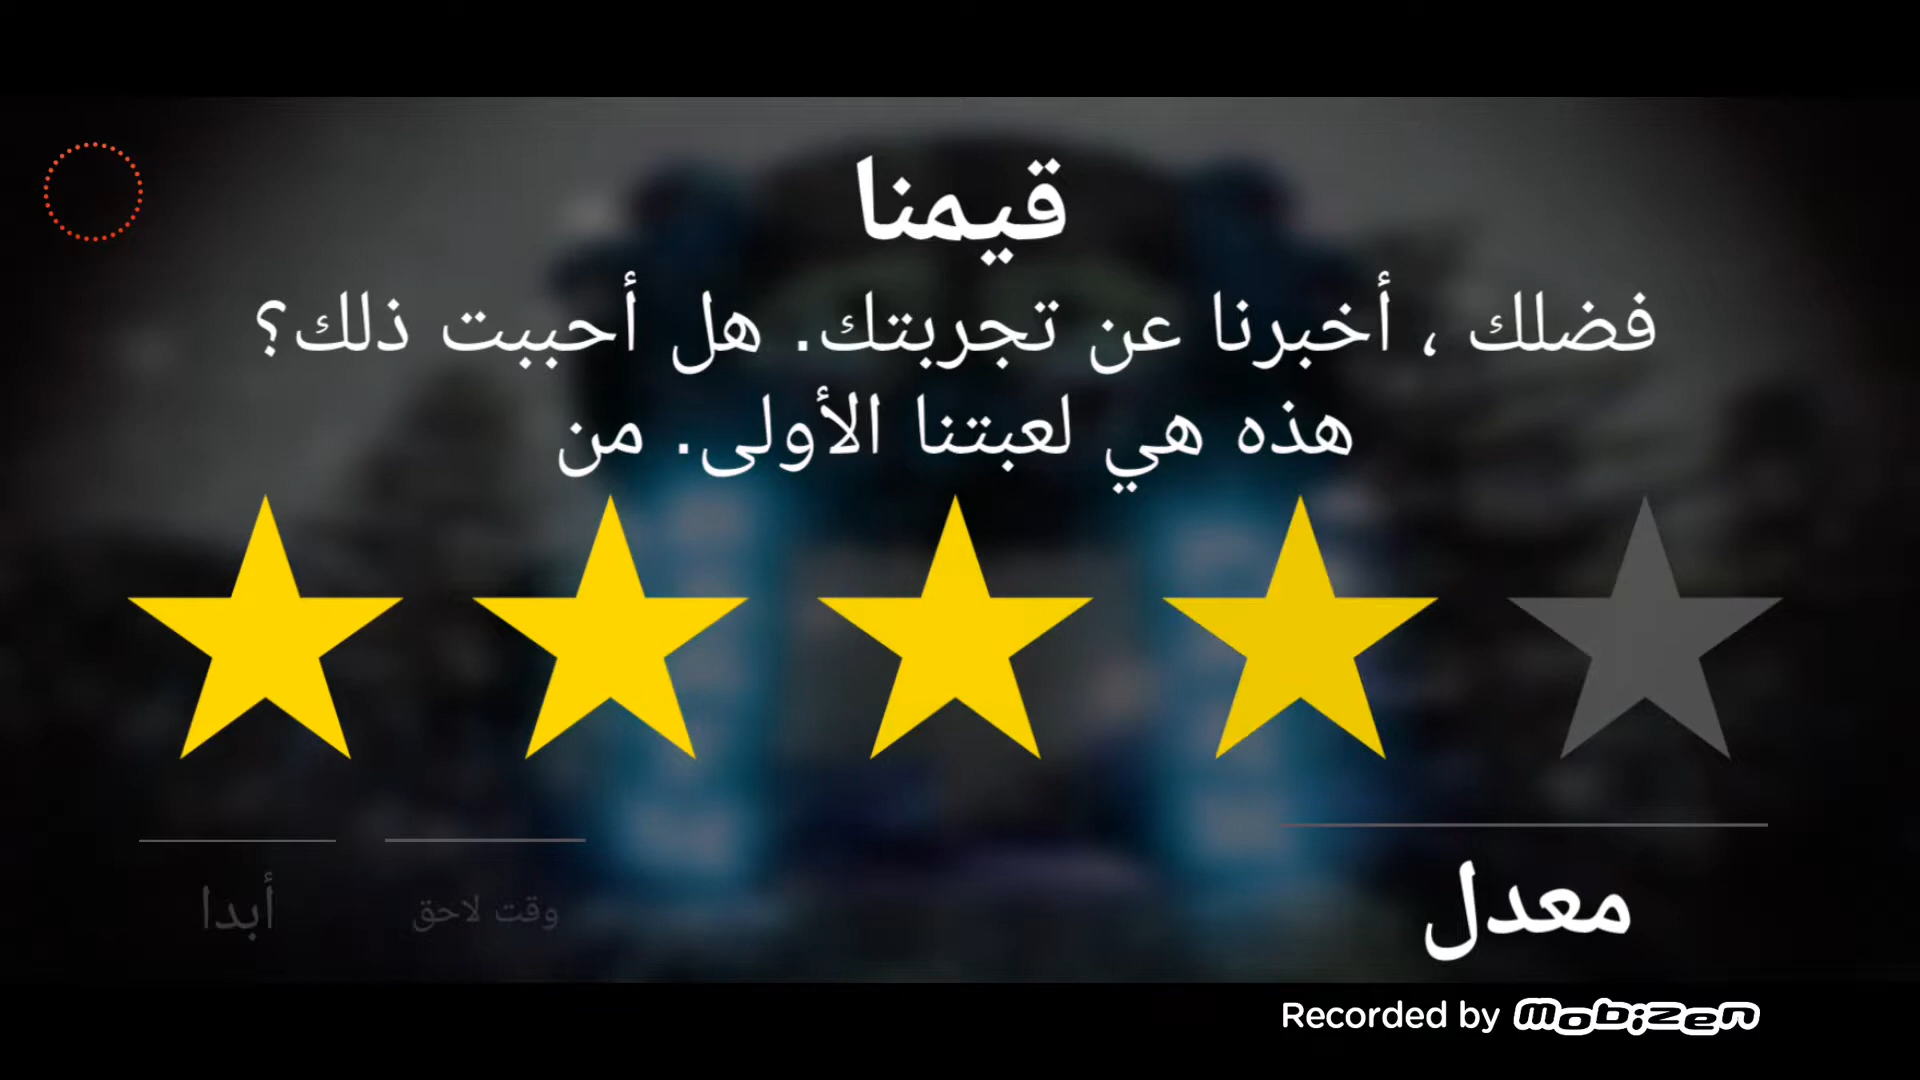 قيمنا
فضلك ، أخبرنا عن تجربتك. هل أحببت ذلك؟
هذه هي لعبتنا الأولى. من
أبدا
وقت لاحق
معدل
Recorded by mobizen